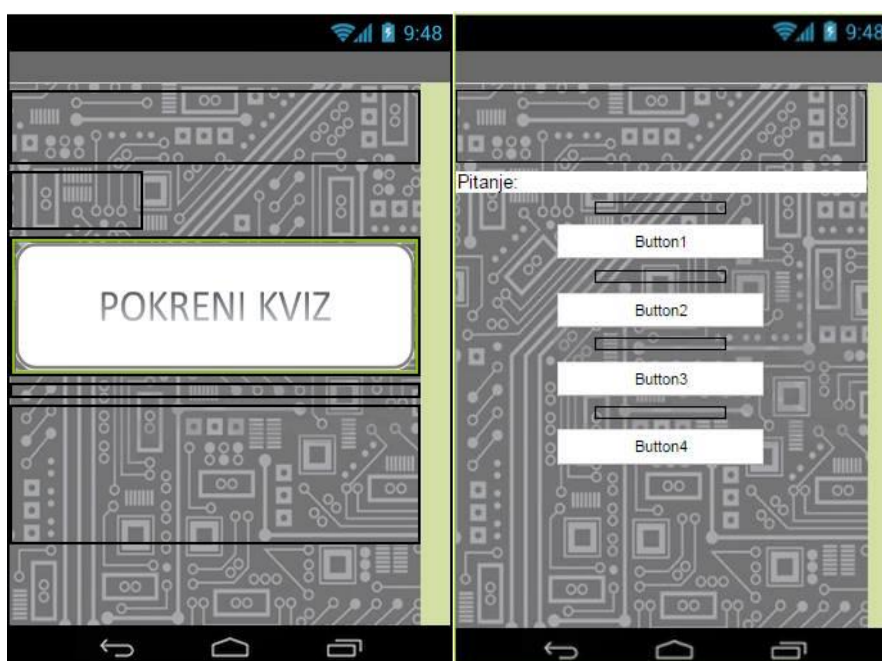 9:48
POKRENI KVIZ
9:48
Pitanje:
Button1
Button2
Button3
Button4